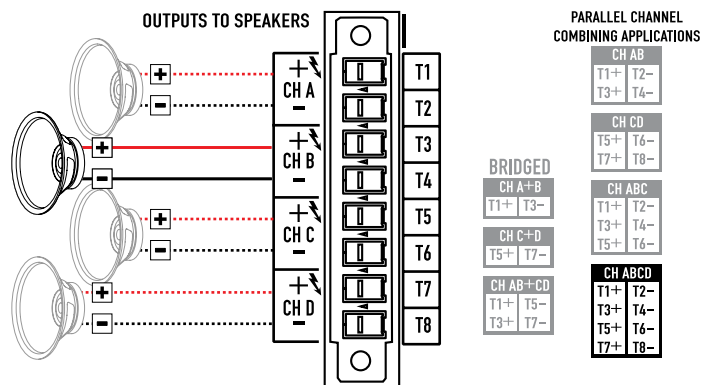 OUTPUTS TO SPEAKERS
PARALLEL CHANNEL
COMBINING APPLICATIONS
+ CH A −
+ CH B −
+ CH C −
+ CH D −
T1
T2
T3
T4
T5
T6
T7
T8
BRIDGED
CH A+B
T1+ T3−
CH C+D
T5+ T7−
CH AB+CD
T1+ T5−
T3+ T7−
CH AB
T1+ T2−
T3+ T4−
CH CD
T5+ T6−
T7+ T8−
CH ABC
T1+ T2−
T3+ T4−
T5+ T6−
CH ABCD
T1+ T2−
T3+ T4−
T5+ T6−
T7+ T8−